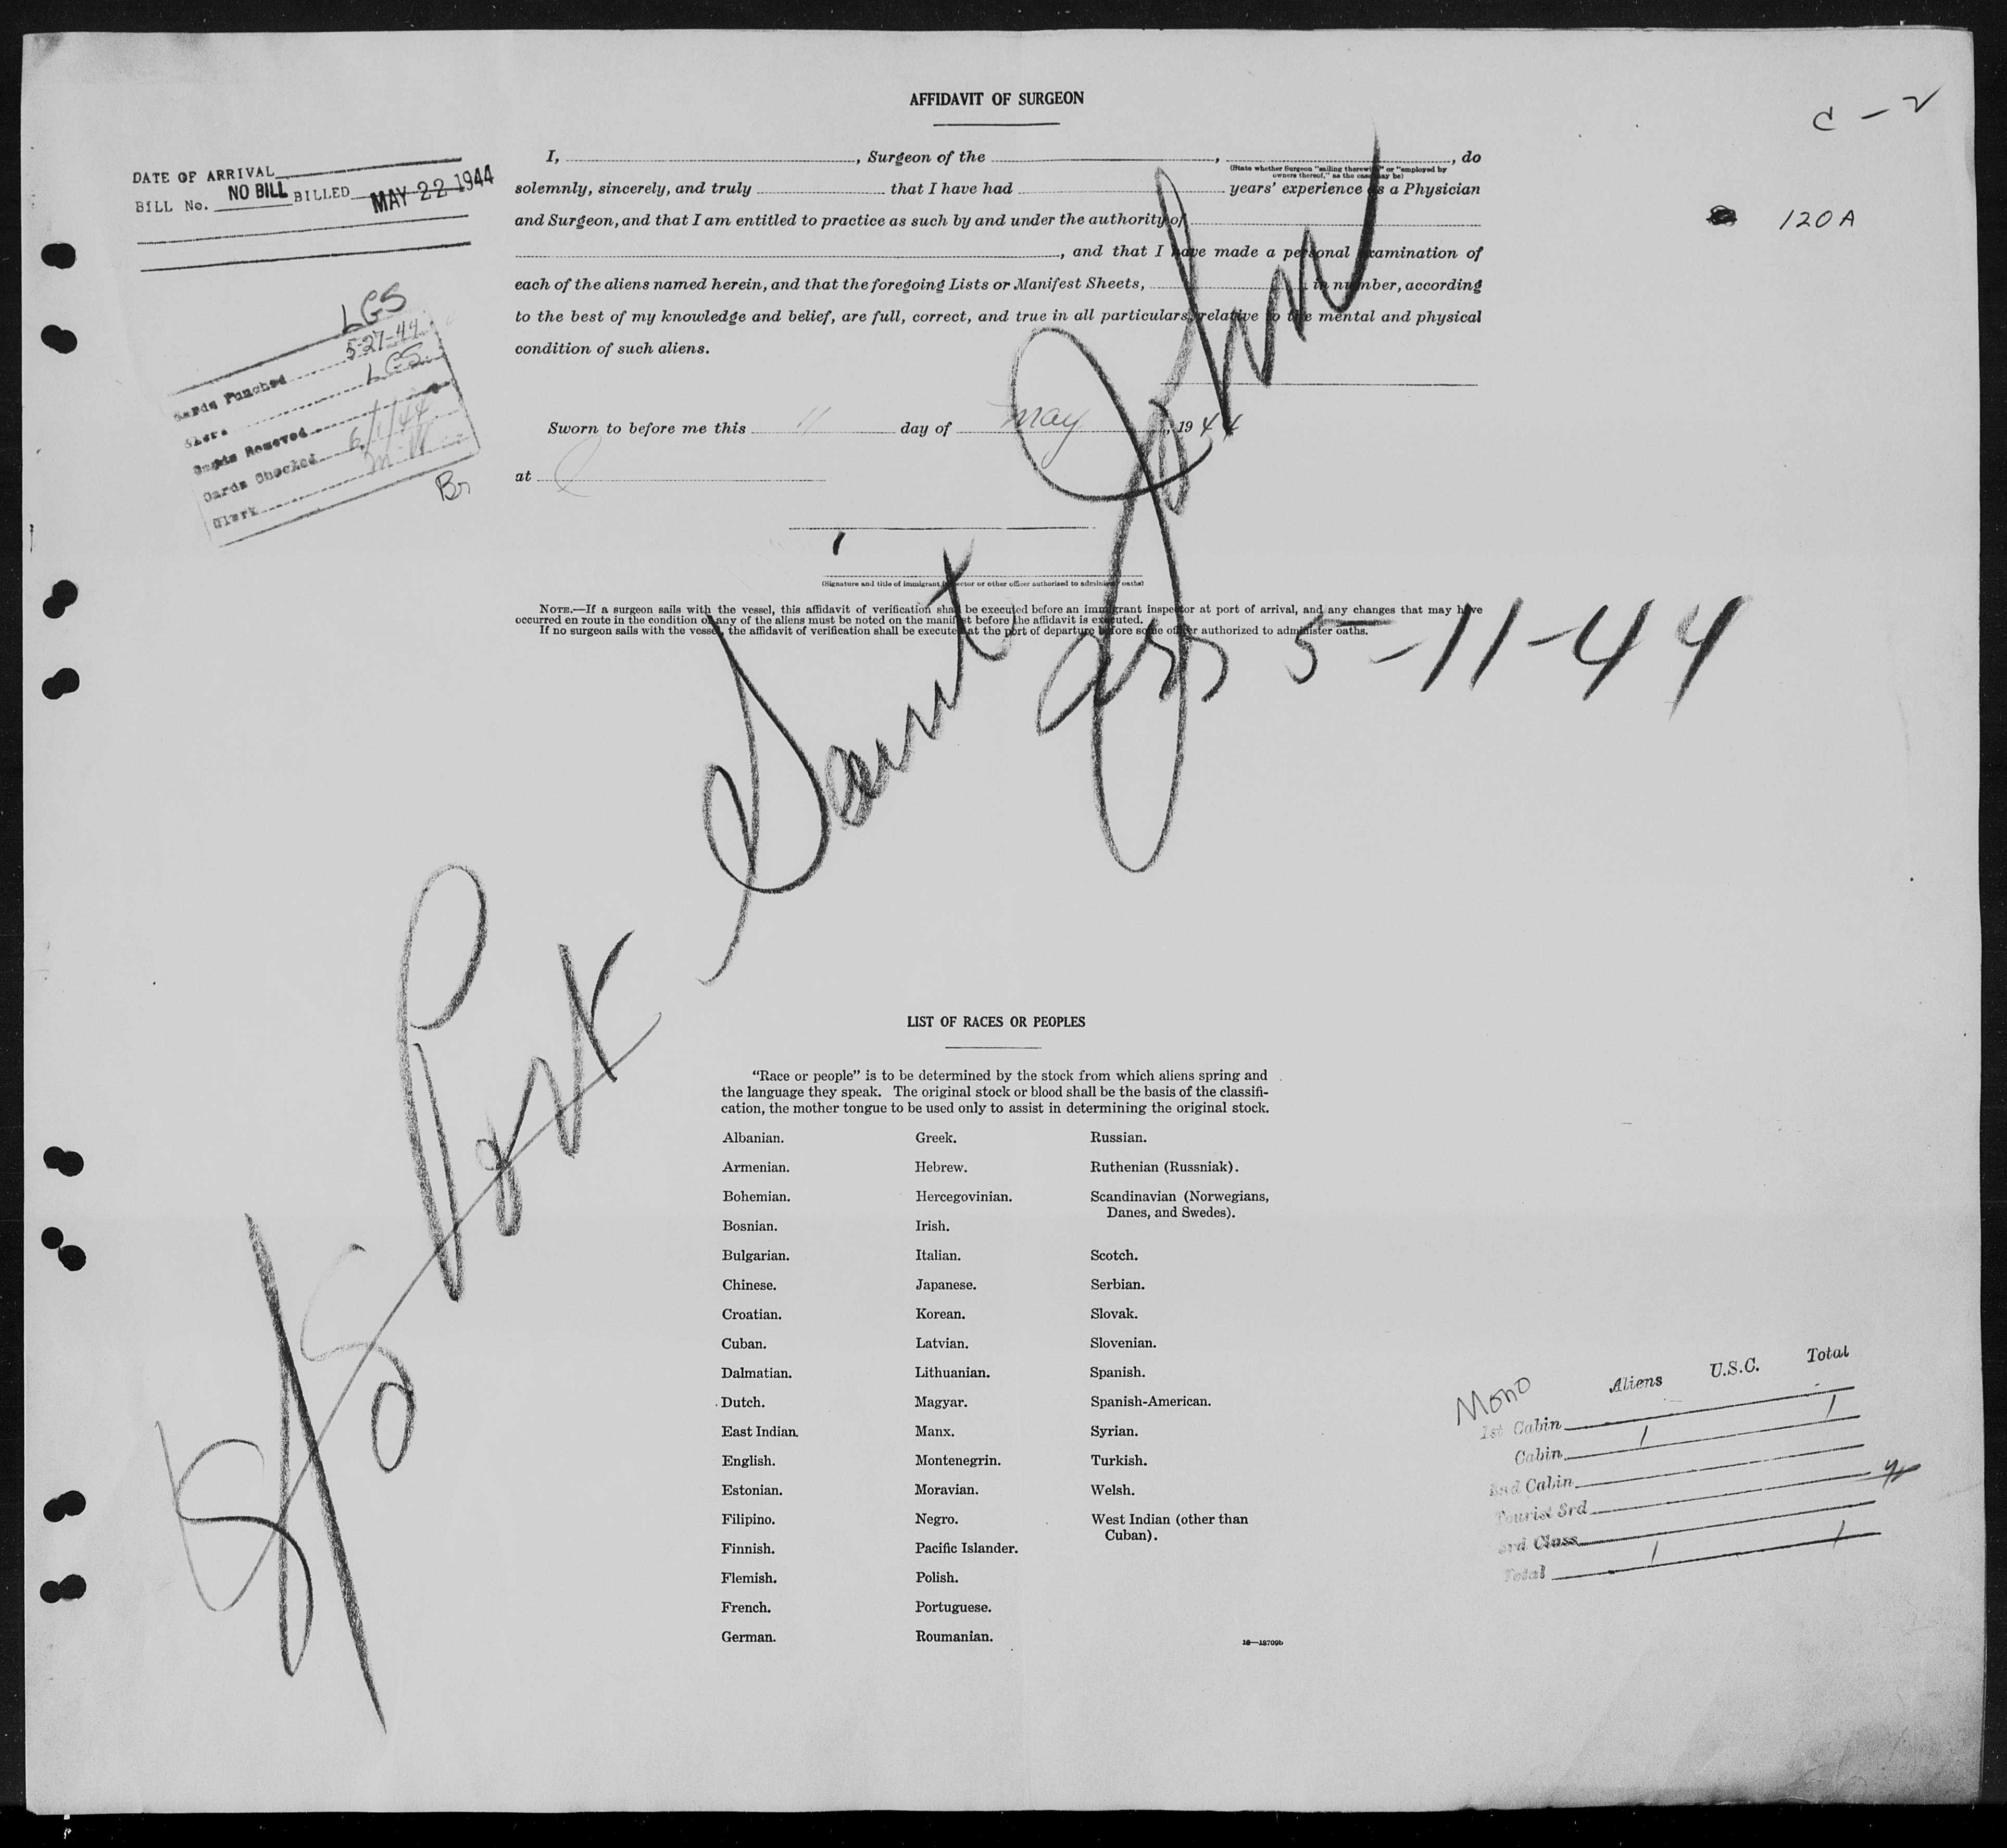 AFFIDAVIT OF SURGEON
C - 2
120A
DATE OF ARRIVAL
BILL No. NO BILL BILLED MAY 22 1944
I, , Surgeon of the , , do
(State whether Surgeon "sailing therewith" or "employed by
owners thereof," as the case may be)
solemnly, sincerely, and truly that I have had years' experience as a Physician
and Surgeon, and that I am entitled to practice as such by and under the authority of
, and that I have made a personal examination of
each of the aliens named herein, and that the foregoing Lists or Manifest Sheets, in number, according
to the best of my knowledge and belief, are full, correct, and true in all particulars, relative to the mental and physical
condition of such aliens.
LGS
Cards Punched 5-27-44
Clerk LGS
Cards Removed
Cards Checked 6/1/44
Clerk
Br
Sworn to before me this 11 day of May, 1944
at
(Signature and title of immigrant inspector or other officer authorized to administer oaths)
NOTE.—If a surgeon sails with the vessel, this affidavit of verification shall be executed before an immigrant inspector at port of arrival, and any changes that may have
occurred en route in the condition of any of the aliens must be noted on the manifest before the affidavit is executed.
If no surgeon sails with the vessel, the affidavit of verification shall be executed at the port of departure before some officer authorized to administer oaths.
Saint John
arr 5-11-44
LIST OF RACES OR PEOPLES
"Race or people" is to be determined by the stock from which aliens spring and
the language they speak. The original stock or blood shall be the basis of the classifi-
cation, the mother tongue to be used only to assist in determining the original stock.
Albanian. Greek. Russian.
Armenian. Hebrew. Ruthenian (Russniak).
Bohemian. Hercegovinian. Scandinavian (Norwegians,
Danes, and Swedes).
Bosnian. Irish.
Bulgarian. Italian. Scotch.
Chinese. Japanese. Serbian.
Croatian. Korean. Slovak.
Cuban. Latvian. Slovenian.
Dalmatian. Lithuanian. Spanish.
Dutch. Magyar. Spanish-American.
East Indian. Manx. Syrian.
English. Montenegrin. Turkish.
Estonian. Moravian. Welsh.
Filipino. Negro. West Indian (other than
Cuban).
Finnish. Pacific Islander.
Flemish. Polish.
French. Portuguese.
German. Roumanian.
16—18709b
Mono Aliens U.S.C. Total
1st Cabin 1
Cabin 1
2nd Cabin
Tourist 3rd
3rd Class
Total 1 1